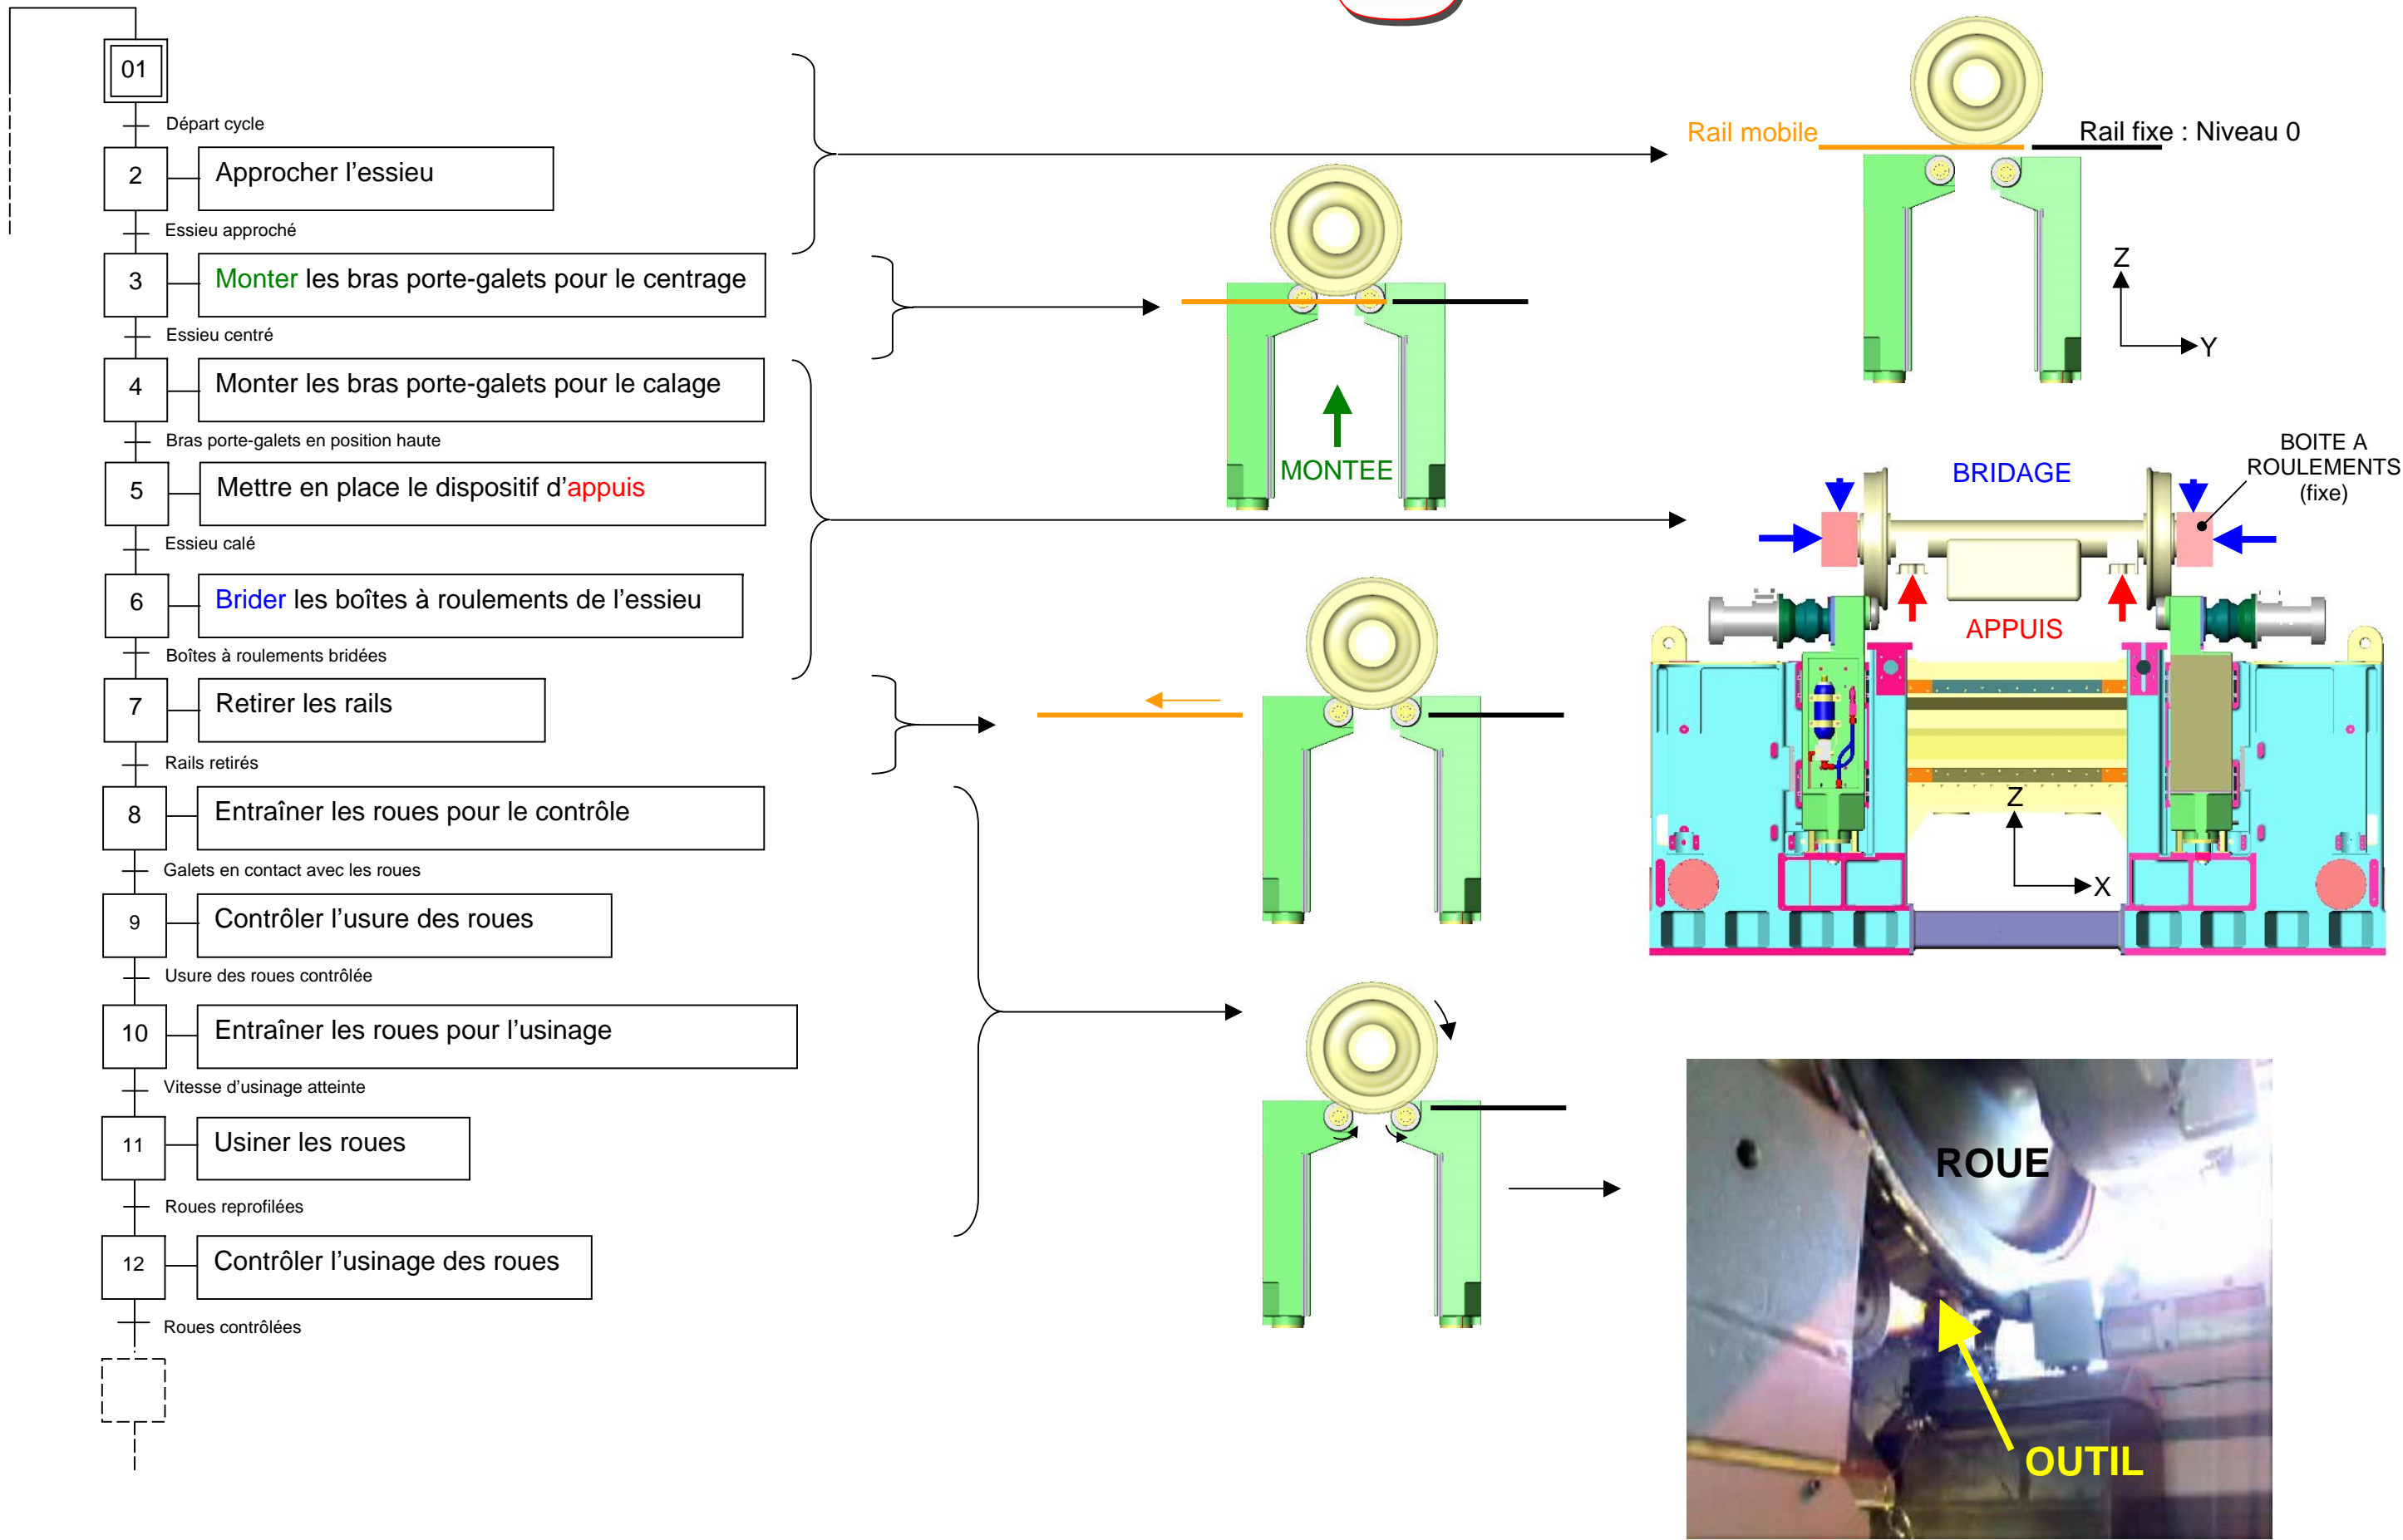 01
Départ cycle
2
Approcher l’essieu
Essieu approché
3
Monter les bras porte-galets pour le centrage
Essieu centré
4
Monter les bras porte-galets pour le calage
Bras porte-galets en position haute
5
Mettre en place le dispositif d’appuis
Essieu calé
6
Brider les boîtes à roulements de l’essieu
Boîtes à roulements bridées
7
Retirer les rails
Rails retirés
8
Entraîner les roues pour le contrôle
Galets en contact avec les roues
9
Contrôler l’usure des roues
Usure des roues contrôlée
10
Entraîner les roues pour l’usinage
Vitesse d’usinage atteinte
11
Usiner les roues
Roues reprofilées
12
Contrôler l’usinage des roues
Roues contrôlées
Rail mobile
Rail fixe : Niveau 0
Z
Y
MONTEE
BRIDAGE
BOITE A
ROULEMENTS
(fixe)
APPUIS
Z
X
ROUE
OUTIL